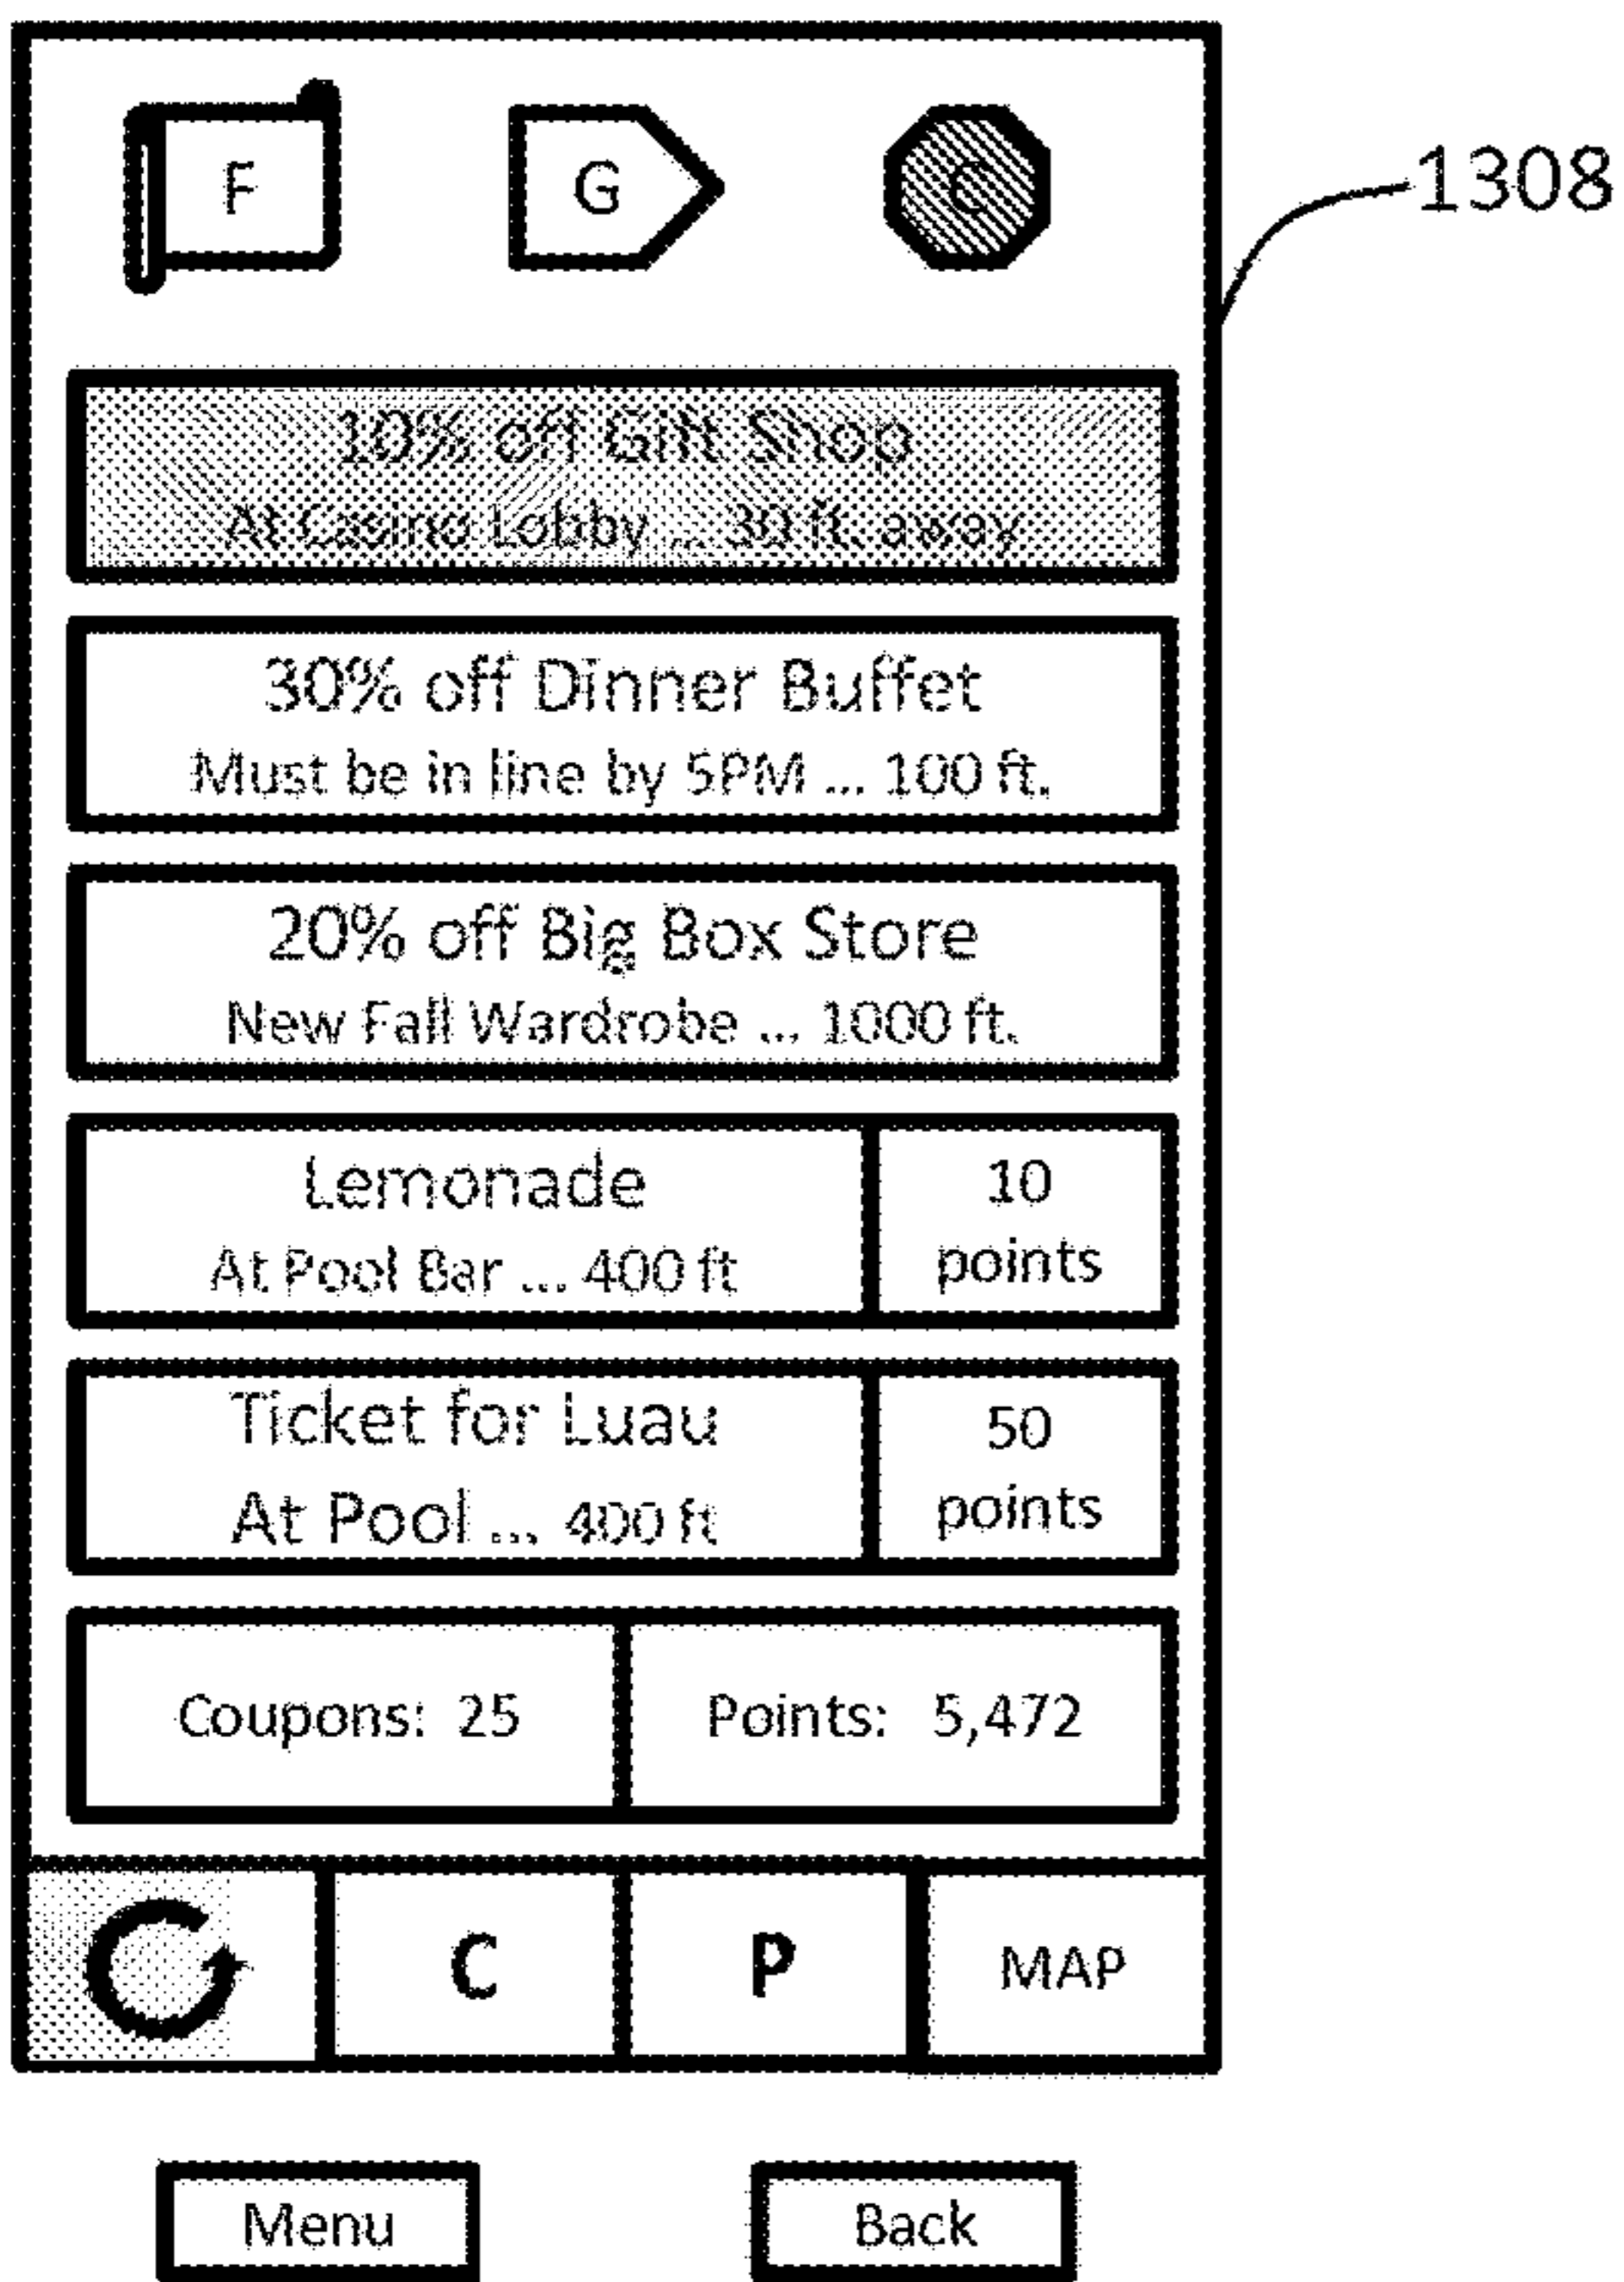 F G C
1308
10% off Gift Shop
At Casino Lobby ... 30 ft. away
30% off Dinner Buffet
Must be in line by 5PM ... 100 ft.
20% off Big Box Store
New Fall Wardrobe ... 1000 ft.
Lemonade
At Pool Bar ... 400 ft
10
points
Ticket for Luau
At Pool ... 400 ft
50
points
Coupons: 25
Points: 5,472
C P MAP
Menu
Back